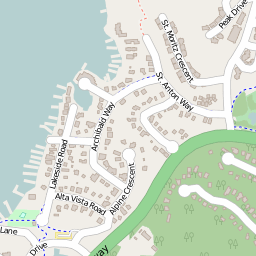 Peak Drive
St. Moritz Crescent
St. Anton Way
Archibald Way
Lakeside Road
Alpine Crescent
Alta Vista Road
Lane
Drive
way